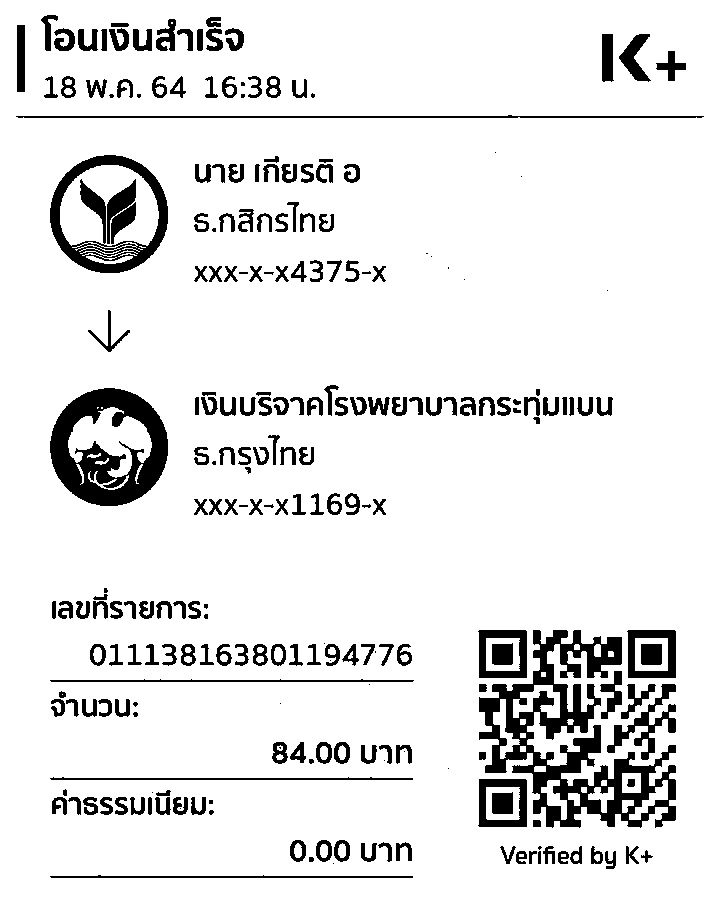 โอนเงินสำเร็จ
18 พ.ค. 64 16:38 น.
K+
นาย เกียรติ อ
ธ.กสิกรไทย
xxx-x-x4375-x
เงินบริจาคโรงพยาบาลกระทุ่มแบน
ธ.กรุงไทย
xxx-x-x1169-x
เลขที่รายการ:
011138163801194776
จำนวน:
84.00 บาท
ค่าธรรมเนียม:
0.00 บาท
Verified by K+